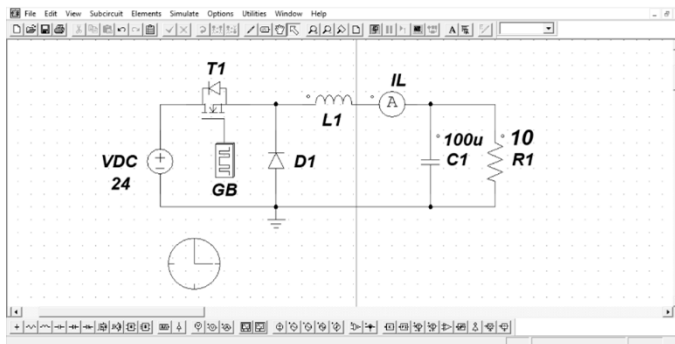 File Edit View Subcircuit Elements Simulate Options Utilities Window Help
T1
IL
A
L1
100u
10
VDC
D1
C1
R1
24
GB